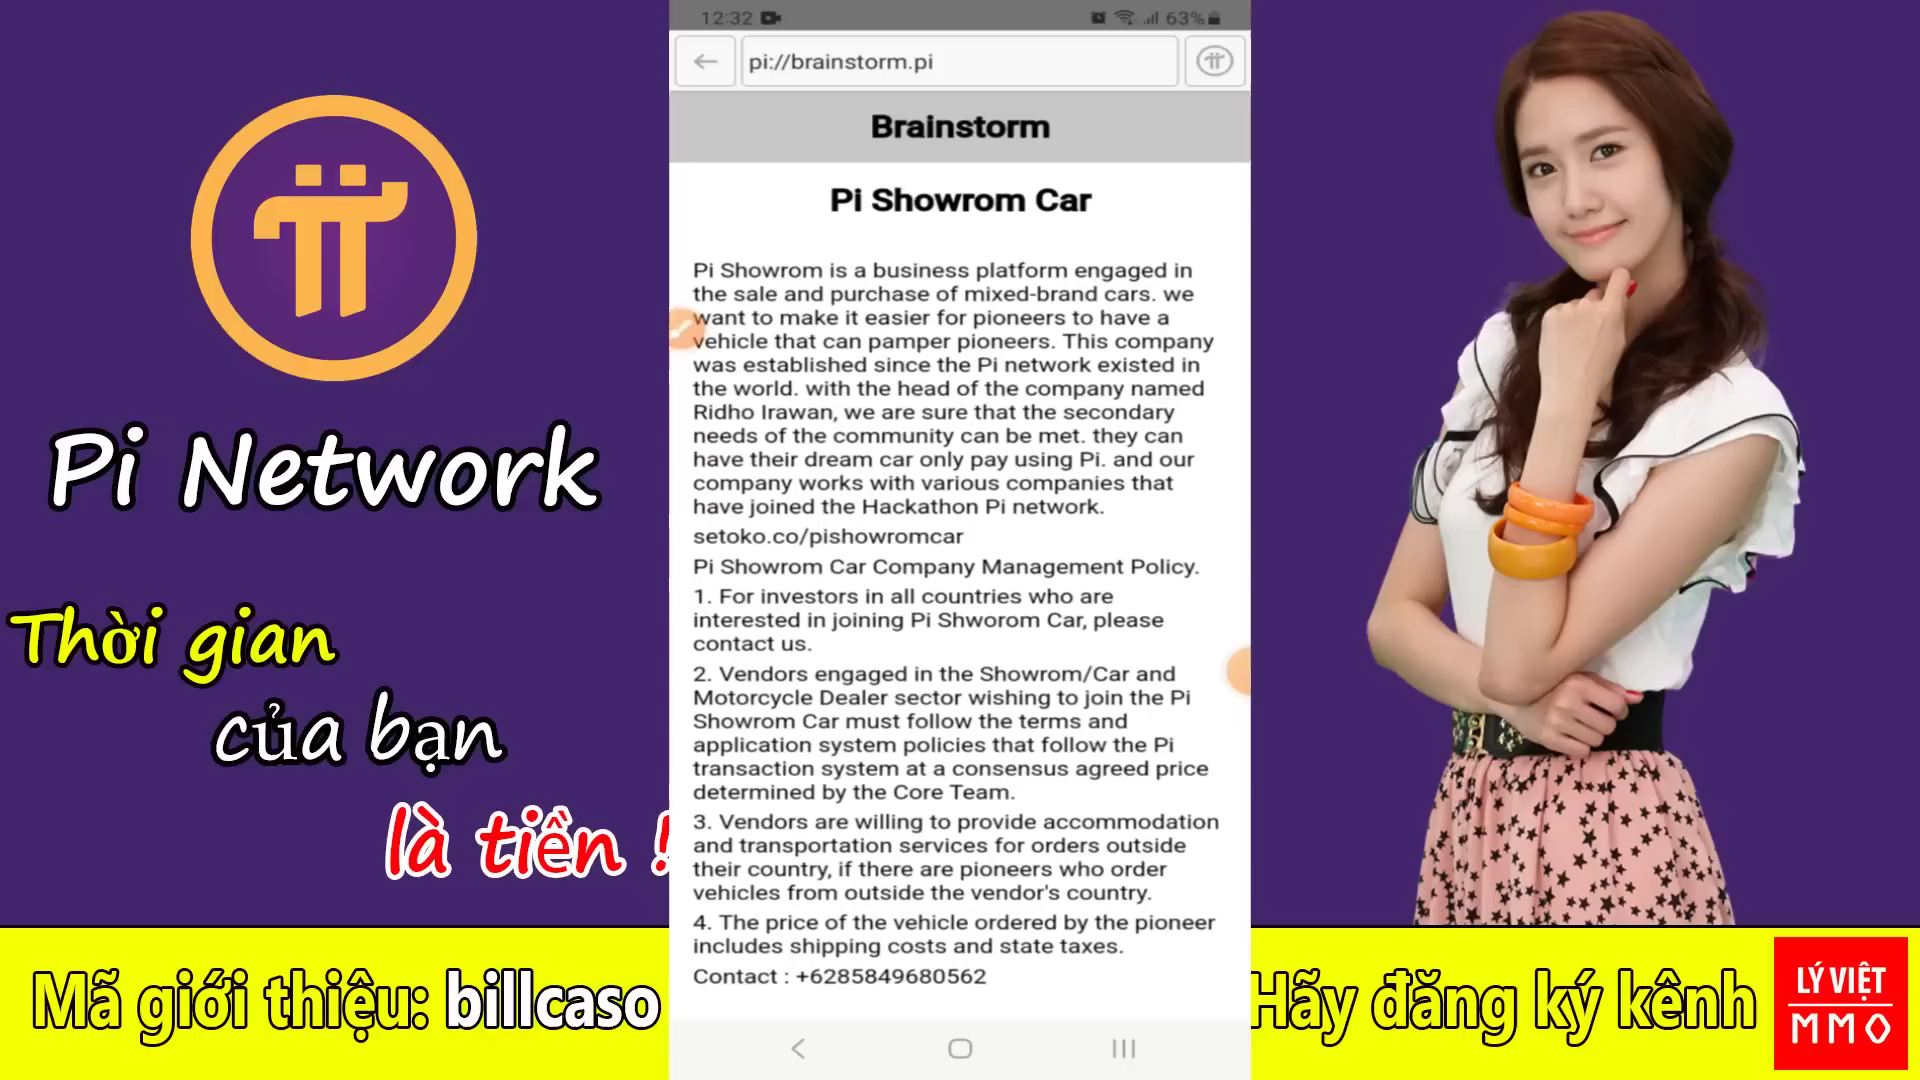 Pi Network
Thời gian
của bạn
là tiền !
Mã giới thiệu: billcaso
12:32
63%
pi://brainstorm.pi
Brainstorm
Pi Showrom Car
Pi Showrom is a business platform engaged in
the sale and purchase of mixed-brand cars. we
want to make it easier for pioneers to have a
vehicle that can pamper pioneers. This company
was established since the Pi network existed in
the world. with the head of the company named
Ridho Irawan, we are sure that the secondary
needs of the community can be met. they can
have their dream car only pay using Pi. and our
company works with various companies that
have joined the Hackathon Pi network.
setoko.co/pishowromcar
Pi Showrom Car Company Management Policy.
1. For investors in all countries who are
interested in joining Pi Shworom Car, please
contact us.
2. Vendors engaged in the Showrom/Car and
Motorcycle Dealer sector wishing to join the Pi
Showrom Car must follow the terms and
application system policies that follow the Pi
transaction system at a consensus agreed price
determined by the Core Team.
3. Vendors are willing to provide accommodation
and transportation services for orders outside
their country, if there are pioneers who order
vehicles from outside the vendor's country.
4. The price of the vehicle ordered by the pioneer
includes shipping costs and state taxes.
Contact : +6285849680562
Hãy đăng ký kênh
LÝ VIỆT
MMO